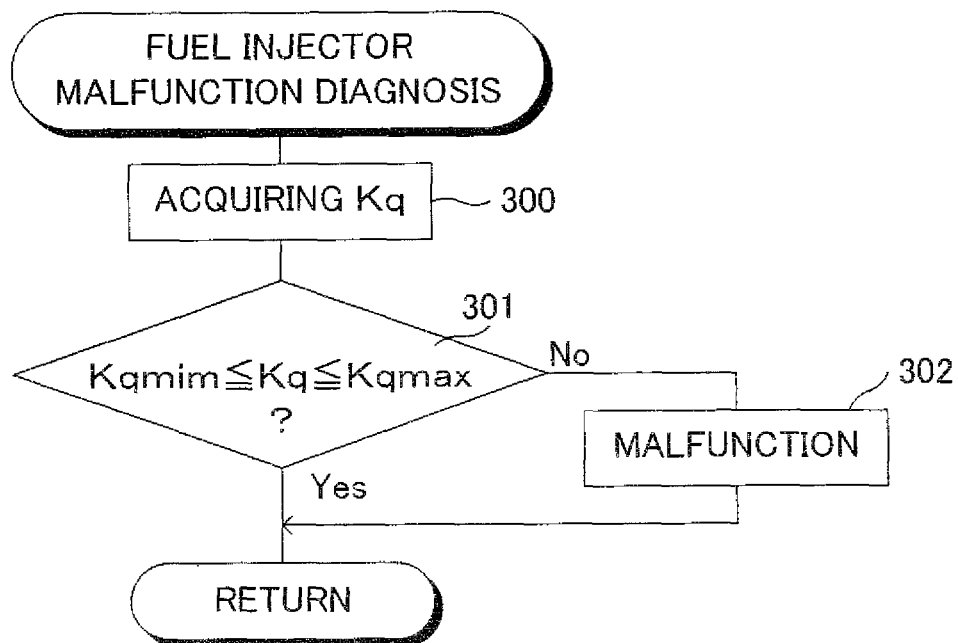 FUEL INJECTOR
MALFUNCTION DIAGNOSIS
ACQUIRING Kq
300
301
Kqmim≦Kq≦Kqmax
?
No
302
MALFUNCTION
Yes
RETURN